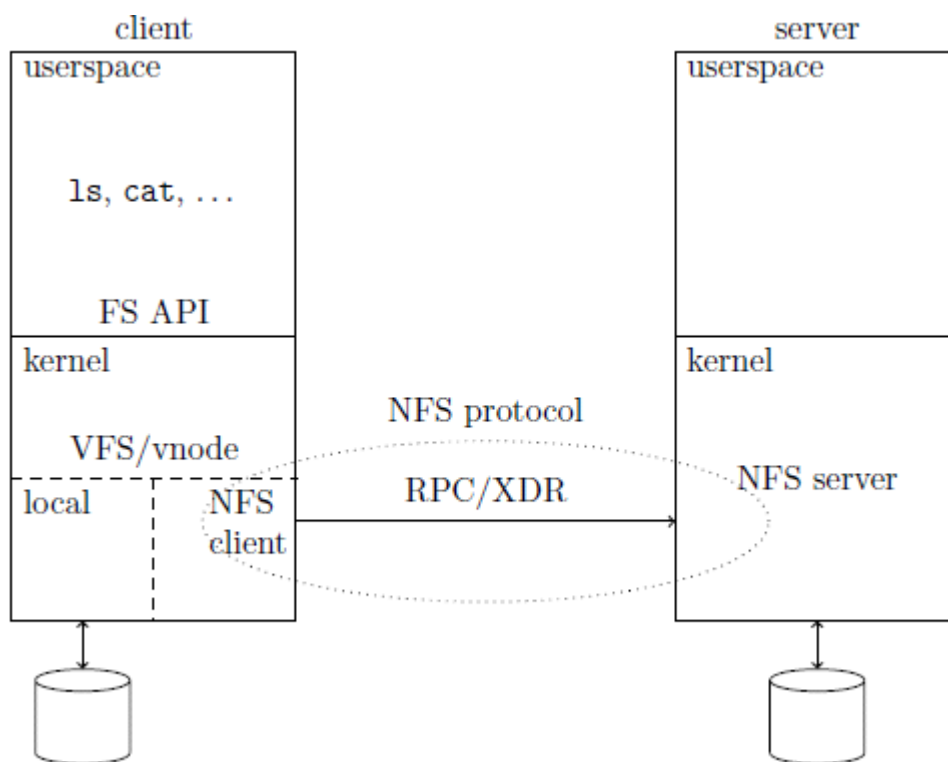 client
userspace
ls, cat, ...
FS API
kernel
VFS/vnode
local
NFS
client
NFS protocol
RPC/XDR
server
userspace
kernel
NFS server